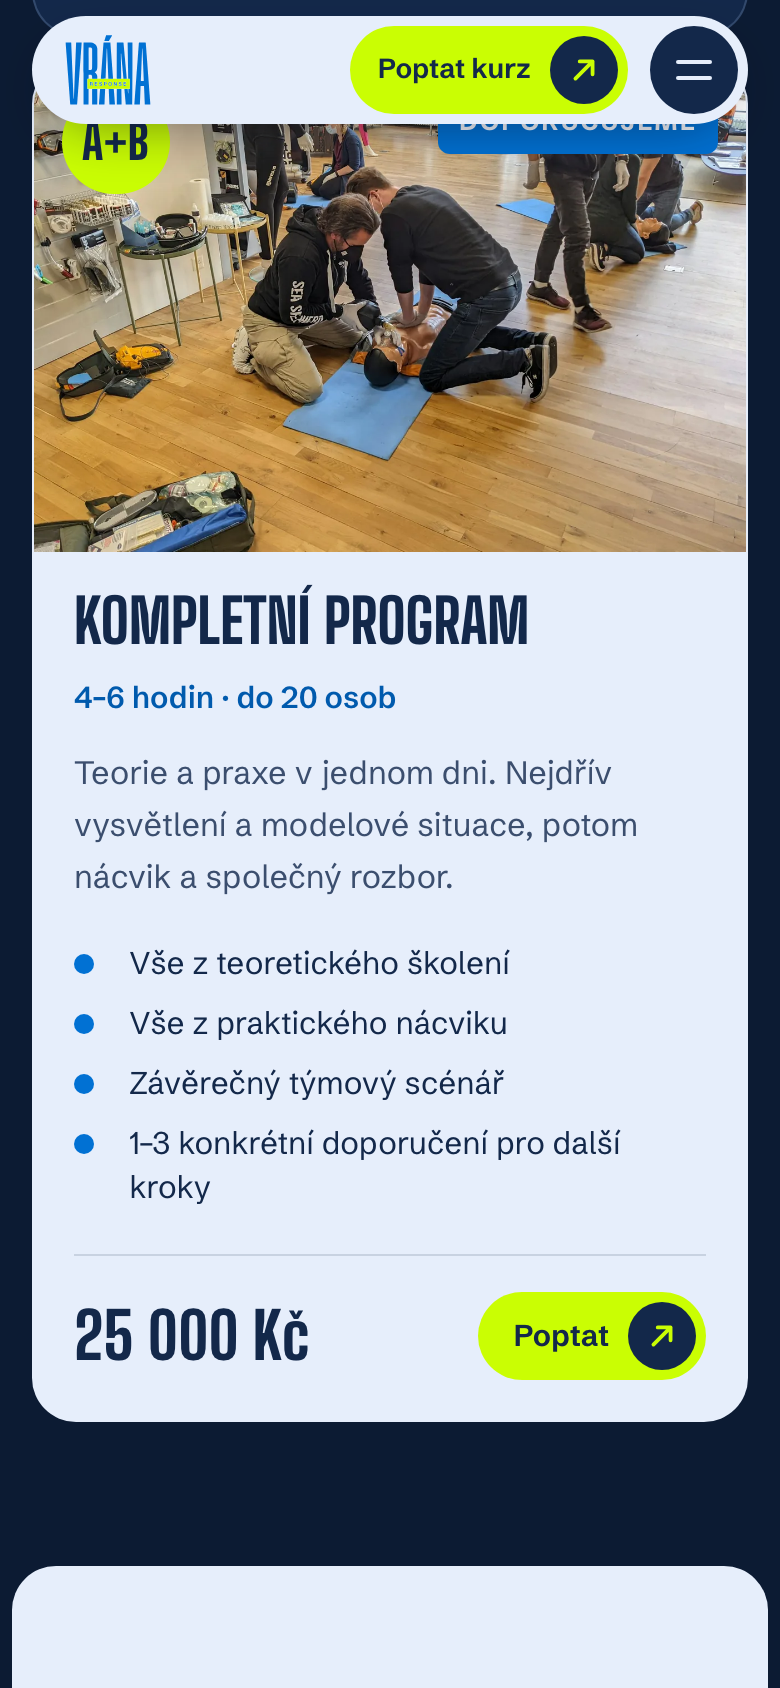 VRÁNA
RESPONSE
Poptat kurz
A+B
DOPORUČUJEME
KOMPLETNÍ PROGRAM
4–6 hodin · do 20 osob
Teorie a praxe v jednom dni. Nejdřív
vysvětlení a modelové situace, potom
nácvik a společný rozbor.
Vše z teoretického školení
Vše z praktického nácviku
Závěrečný týmový scénář
1–3 konkrétní doporučení pro další
kroky
25 000 Kč
Poptat